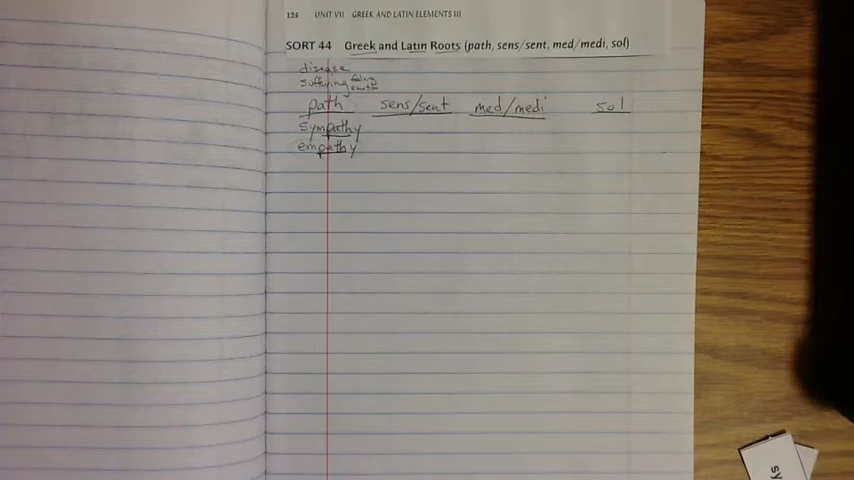 124 UNIT VII GREEK AND LATIN ELEMENTS III
SORT 44 Greek and Latin Roots (path, sens/sent, med/medi, sol)
disease
suffering feeling
path sens/sent med/medi sol
sympathy
empathy
sy